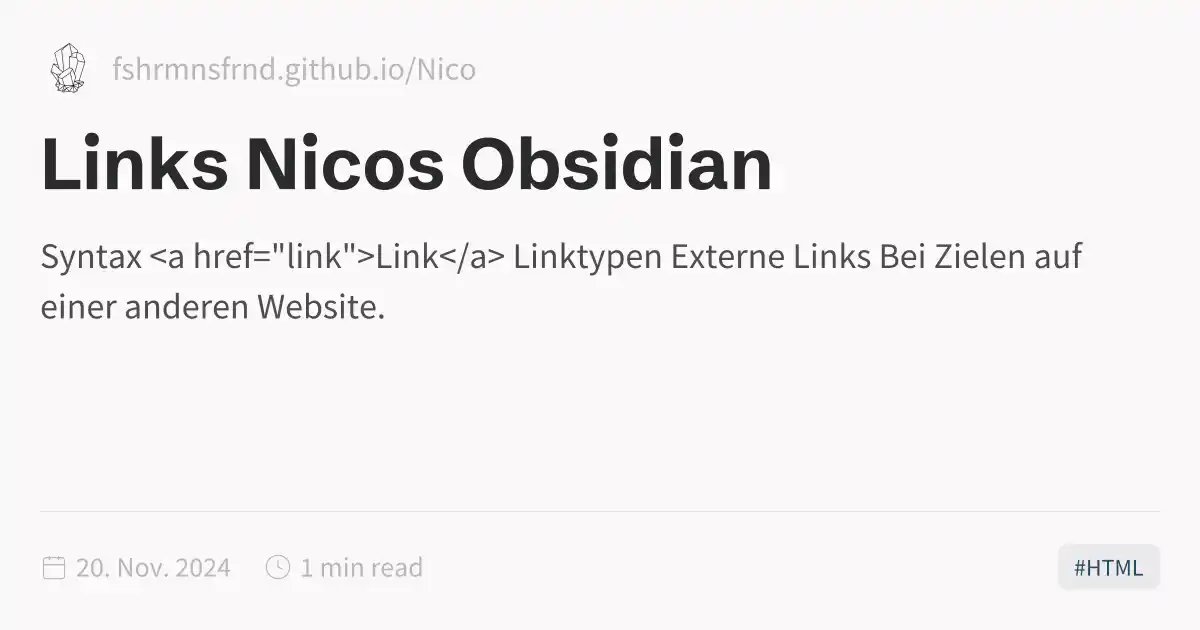 fshrmnsfrnd.github.io/Nico
Links Nicos Obsidian
Syntax <a href="link">Link</a> Linktypen Externe Links Bei Zielen auf
einer anderen Website.
20. Nov. 2024 1 min read #HTML